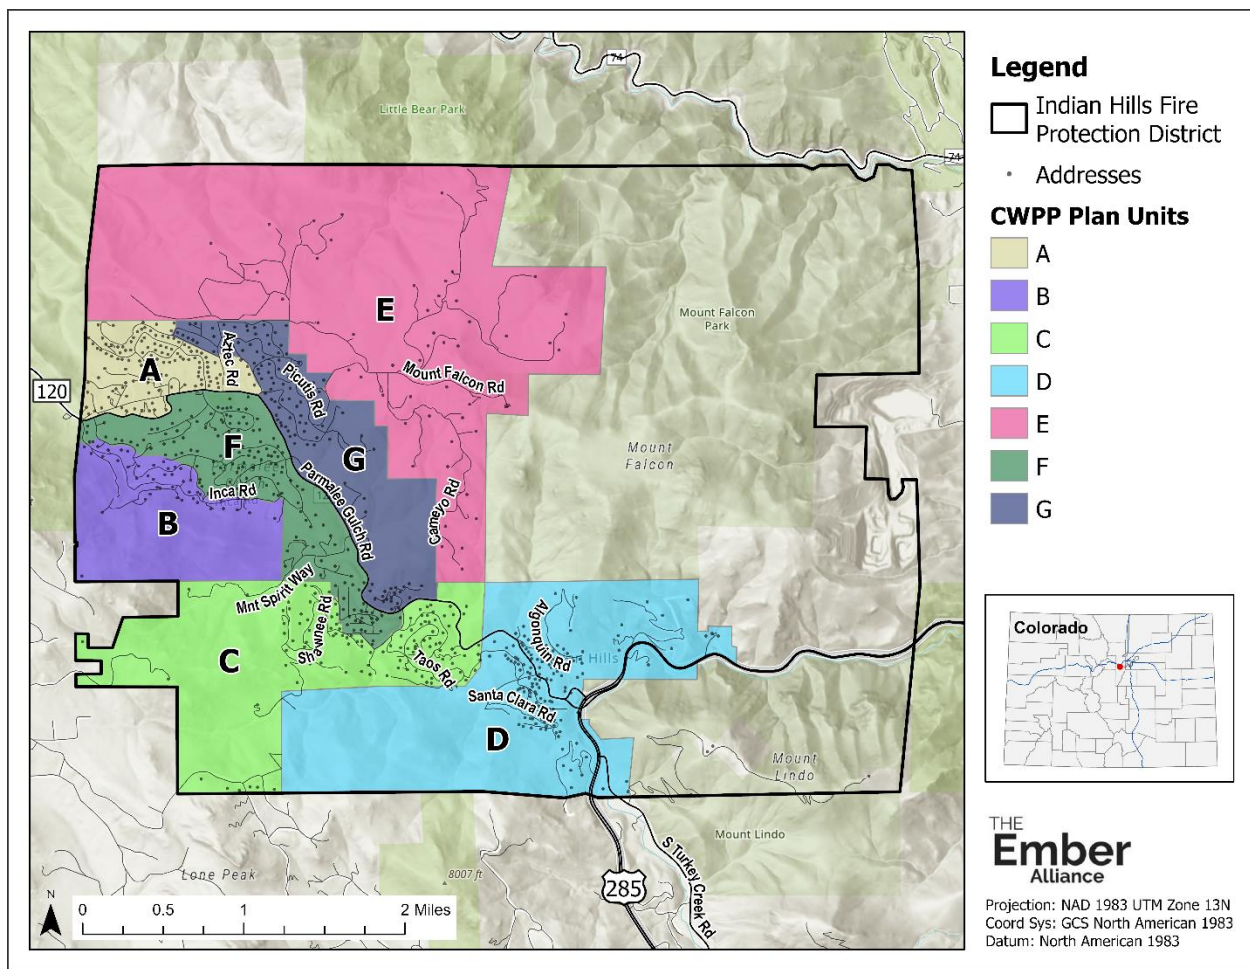 74
Little Bear Park
74
E
Mount Falcon
Park
A
Aztec Rd
Picutis Rd
Mount Falcon Rd
120
F
G
Mount
Falcon
Inca Rd
Parmalee Gulch Rd
Cameyo Rd
B
Mnt Spirit Way
Shawnee Rd
Algonquin Rd
C
Taos Rd
Hills
Santa Clara Rd
D
Mount
Lindo
Mount Lindo
S Turkey Creek Rd
Lone Peak
8007 ft
285
N
0 0.5 1 2 Miles
Legend
Indian Hills Fire
Protection District
Addresses
CWPP Plan Units
A
B
C
D
E
F
G
Colorado
THE
Ember
Alliance
Projection: NAD 1983 UTM Zone 13N
Coord Sys: GCS North American 1983
Datum: North American 1983